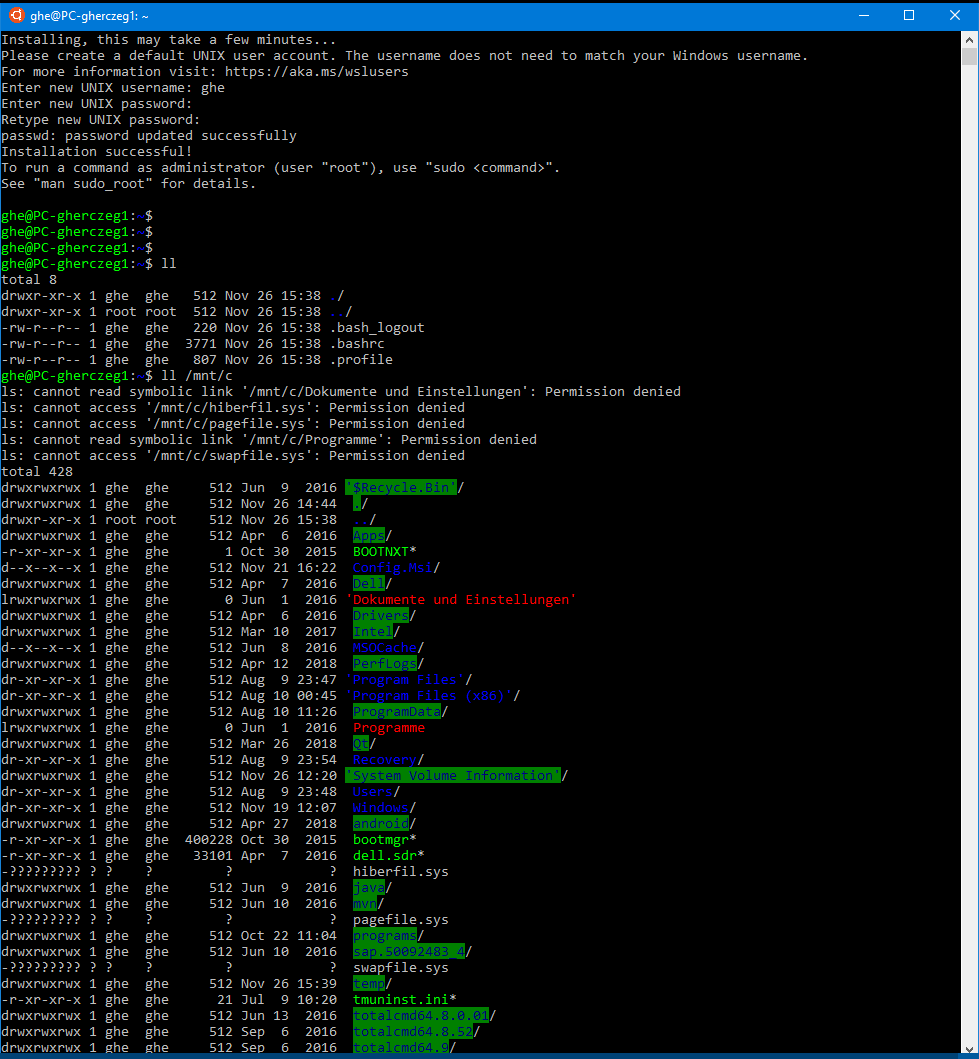 ghe@PC-gherczeg1: ~
Installing, this may take a few minutes...
Please create a default UNIX user account. The username does not need to match your Windows username.
For more information visit: https://aka.ms/wslusers
Enter new UNIX username: ghe
Enter new UNIX password:
Retype new UNIX password:
passwd: password updated successfully
Installation successful!
To run a command as administrator (user "root"), use "sudo <command>".
See "man sudo_root" for details.
ghe@PC-gherczeg1:~$
ghe@PC-gherczeg1:~$
ghe@PC-gherczeg1:~$
ghe@PC-gherczeg1:~$ ll
total 8
drwxr-xr-x 1 ghe  ghe   512 Nov 26 15:38 ./
drwxr-xr-x 1 root root  512 Nov 26 15:38 ../
-rw-r--r-- 1 ghe  ghe   220 Nov 26 15:38 .bash_logout
-rw-r--r-- 1 ghe  ghe  3771 Nov 26 15:38 .bashrc
-rw-r--r-- 1 ghe  ghe   807 Nov 26 15:38 .profile
ghe@PC-gherczeg1:~$ ll /mnt/c
ls: cannot read symbolic link '/mnt/c/Dokumente und Einstellungen': Permission denied
ls: cannot access '/mnt/c/hiberfil.sys': Permission denied
ls: cannot access '/mnt/c/pagefile.sys': Permission denied
ls: cannot read symbolic link '/mnt/c/Programme': Permission denied
ls: cannot access '/mnt/c/swapfile.sys': Permission denied
total 428
drwxrwxrwx 1 ghe  ghe     512 Jun  9  2016 '$Recycle.Bin'/
drwxrwxrwx 1 ghe  ghe     512 Nov 26 14:44  ./
drwxr-xr-x 1 root root    512 Nov 26 15:38  ../
drwxrwxrwx 1 ghe  ghe     512 Apr  6  2016  Apps/
-r-xr-xr-x 1 ghe  ghe       1 Oct 30  2015  BOOTNXT*
d--x--x--x 1 ghe  ghe     512 Nov 21 16:22  Config.Msi/
drwxrwxrwx 1 ghe  ghe     512 Apr  7  2016  Dell/
lrwxrwxrwx 1 ghe  ghe       0 Jun  1  2016 'Dokumente und Einstellungen'
drwxrwxrwx 1 ghe  ghe     512 Apr  6  2016  Drivers/
drwxrwxrwx 1 ghe  ghe     512 Mar 10  2017  Intel/
d--x--x--x 1 ghe  ghe     512 Jun  8  2016  MSOCache/
drwxrwxrwx 1 ghe  ghe     512 Apr 12  2018  PerfLogs/
dr-xr-xr-x 1 ghe  ghe     512 Aug  9 23:47 'Program Files'/
dr-xr-xr-x 1 ghe  ghe     512 Aug 10 00:45 'Program Files (x86)'/
drwxrwxrwx 1 ghe  ghe     512 Aug 10 11:26  ProgramData/
lrwxrwxrwx 1 ghe  ghe       0 Jun  1  2016  Programme
drwxrwxrwx 1 ghe  ghe     512 Mar 26  2018  Qt/
dr-xr-xr-x 1 ghe  ghe     512 Aug  9 23:54  Recovery/
drwxrwxrwx 1 ghe  ghe     512 Nov 26 12:20 'System Volume Information'/
dr-xr-xr-x 1 ghe  ghe     512 Aug  9 23:48  Users/
dr-xr-xr-x 1 ghe  ghe     512 Nov 19 12:07  Windows/
drwxrwxrwx 1 ghe  ghe     512 Apr 27  2018  android/
-r-xr-xr-x 1 ghe  ghe  400228 Oct 30  2015  bootmgr*
-r-xr-xr-x 1 ghe  ghe   33101 Apr  7  2016  dell.sdr*
-????????? ? ?    ?         ?            ?  hiberfil.sys
drwxrwxrwx 1 ghe  ghe     512 Jun  9  2016  java/
drwxrwxrwx 1 ghe  ghe     512 Jun 10  2016  mvn/
-????????? ? ?    ?         ?            ?  pagefile.sys
drwxrwxrwx 1 ghe  ghe     512 Oct 22 11:04  programs/
drwxrwxrwx 1 ghe  ghe     512 Jun 10  2016  sap.50092483_4/
-????????? ? ?    ?         ?            ?  swapfile.sys
drwxrwxrwx 1 ghe  ghe     512 Nov 26 15:39  temp/
-r-xr-xr-x 1 ghe  ghe      21 Jul  9 10:20  tmuninst.ini*
drwxrwxrwx 1 ghe  ghe     512 Jun 13  2016  totalcmd64.8.0.01/
drwxrwxrwx 1 ghe  ghe     512 Sep  6  2016  totalcmd64.8.52/
drwxrwxrwx 1 ghe  ghe     512 Sep  6  2016  totalcmd64.9/